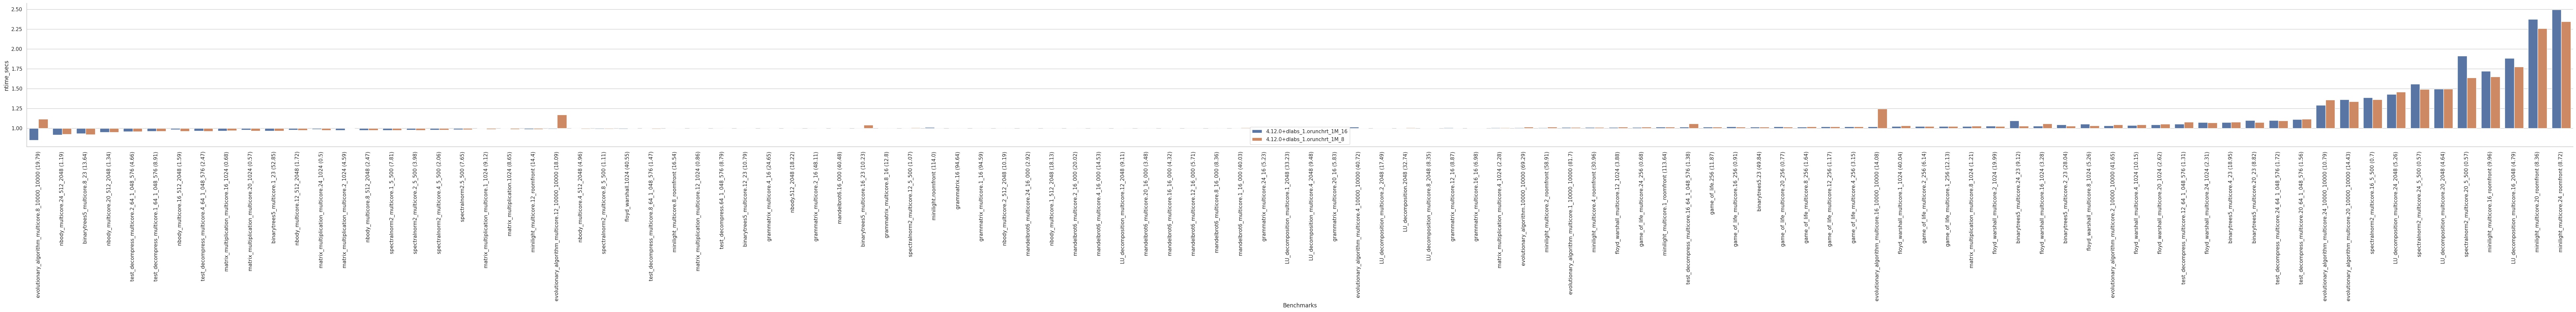 2.50
2.25
2.00
1.75
1.50
1.25
1.00
ntime_secs
4.12.0+dlabs_1.orunchrt_1M_16
4.12.0+dlabs_1.orunchrt_1M_8
evolutionary_algorithm_multicore.8_10000_10000 (19.79)
nbody_multicore.24_512_2048 (1.19)
binarytrees5_multicore.8_23 (13.64)
nbody_multicore.20_512_2048 (1.34)
test_decompress_multicore.2_64_1_048_576 (4.66)
test_decompress_multicore.1_64_1_048_576 (8.91)
nbody_multicore.16_512_2048 (1.59)
test_decompress_multicore.4_64_1_048_576 (2.47)
matrix_multiplication_multicore.16_1024 (0.68)
matrix_multiplication_multicore.20_1024 (0.57)
binarytrees5_multicore.1_23 (52.85)
nbody_multicore.12_512_2048 (1.72)
matrix_multiplication_multicore.24_1024 (0.5)
matrix_multiplication_multicore.2_1024 (4.59)
nbody_multicore.8_512_2048 (2.47)
spectralnorm2_multicore.1_5_500 (7.81)
spectralnorm2_multicore.2_5_500 (3.98)
spectralnorm2_multicore.4_5_500 (2.06)
spectralnorm2.5_500 (7.65)
matrix_multiplication_multicore.1_1024 (9.12)
matrix_multiplication.1024 (8.65)
minilight_multicore.12_roomfront (14.4)
evolutionary_algorithm_multicore.12_10000_10000 (18.09)
nbody_multicore.4_512_2048 (4.96)
spectralnorm2_multicore.8_5_500 (1.11)
floyd_warshall.1024 (40.55)
test_decompress_multicore.8_64_1_048_576 (1.47)
minilight_multicore.8_roomfront (16.54)
matrix_multiplication_multicore.12_1024 (0.86)
test_decompress.64_1_048_576 (8.79)
binarytrees5_multicore.12_23 (10.79)
grammatrix_multicore.4_16 (24.65)
nbody.512_2048 (18.22)
grammatrix_multicore.2_16 (48.11)
mandelbrot6.16_000 (40.48)
binarytrees5_multicore.16_23 (10.23)
grammatrix_multicore.8_16 (12.8)
spectralnorm2_multicore.12_5_500 (1.07)
minilight.roomfront (114.0)
grammatrix.16 (94.64)
grammatrix_multicore.1_16 (94.59)
nbody_multicore.2_512_2048 (10.19)
mandelbrot6_multicore.24_16_000 (2.92)
nbody_multicore.1_512_2048 (18.13)
mandelbrot6_multicore.2_16_000 (20.02)
mandelbrot6_multicore.4_16_000 (14.53)
LU_decomposition_multicore.12_2048 (9.11)
mandelbrot6_multicore.20_16_000 (3.48)
mandelbrot6_multicore.16_16_000 (4.32)
mandelbrot6_multicore.12_16_000 (5.71)
mandelbrot6_multicore.8_16_000 (8.36)
mandelbrot6_multicore.1_16_000 (40.03)
grammatrix_multicore.24_16 (5.23)
LU_decomposition_multicore.1_2048 (33.23)
LU_decomposition_multicore.4_2048 (9.48)
grammatrix_multicore.20_16 (5.83)
evolutionary_algorithm_multicore.4_10000_10000 (40.72)
LU_decomposition_multicore.2_2048 (17.49)
LU_decomposition.2048 (32.74)
LU_decomposition_multicore.8_2048 (8.35)
grammatrix_multicore.12_16 (8.87)
grammatrix_multicore.16_16 (6.98)
matrix_multiplication_multicore.4_1024 (2.28)
evolutionary_algorithm.10000_10000 (69.29)
minilight_multicore.2_roomfront (58.91)
evolutionary_algorithm_multicore.1_10000_10000 (81.7)
minilight_multicore.4_roomfront (30.96)
floyd_warshall_multicore.12_1024 (3.88)
game_of_life_multicore.24_256 (0.68)
minilight_multicore.1_roomfront (113.64)
test_decompress_multicore.16_64_1_048_576 (1.38)
game_of_life.256 (11.87)
game_of_life_multicore.16_256 (0.92)
binarytrees5.23 (49.84)
game_of_life_multicore.20_256 (0.77)
game_of_life_multicore.8_256 (1.64)
game_of_life_multicore.12_256 (1.17)
game_of_life_multicore.4_256 (3.15)
evolutionary_algorithm_multicore.16_10000_10000 (14.08)
floyd_warshall_multicore.1_1024 (40.04)
game_of_life_multicore.2_256 (6.14)
game_of_life_multicore.1_256 (12.13)
matrix_multiplication_multicore.8_1024 (1.21)
floyd_warshall_multicore.2_1024 (19.99)
binarytrees5_multicore.24_23 (9.12)
floyd_warshall_multicore.16_1024 (3.28)
binarytrees5_multicore.2_23 (28.04)
floyd_warshall_multicore.8_1024 (5.26)
evolutionary_algorithm_multicore.2_10000_10000 (41.65)
floyd_warshall_multicore.4_1024 (10.15)
floyd_warshall_multicore.20_1024 (2.62)
test_decompress_multicore.12_64_1_048_576 (1.31)
floyd_warshall_multicore.24_1024 (2.31)
binarytrees5_multicore.4_23 (18.95)
binarytrees5_multicore.20_23 (8.82)
test_decompress_multicore.24_64_1_048_576 (1.72)
test_decompress_multicore.20_64_1_048_576 (1.56)
evolutionary_algorithm_multicore.24_10000_10000 (10.79)
evolutionary_algorithm_multicore.20_10000_10000 (14.43)
spectralnorm2_multicore.16_5_500 (0.7)
LU_decomposition_multicore.24_2048 (5.26)
spectralnorm2_multicore.24_5_500 (0.57)
LU_decomposition_multicore.20_2048 (4.64)
spectralnorm2_multicore.20_5_500 (0.57)
minilight_multicore.16_roomfront (9.96)
LU_decomposition_multicore.16_2048 (4.79)
minilight_multicore.20_roomfront (8.36)
minilight_multicore.24_roomfront (8.72)
Benchmarks